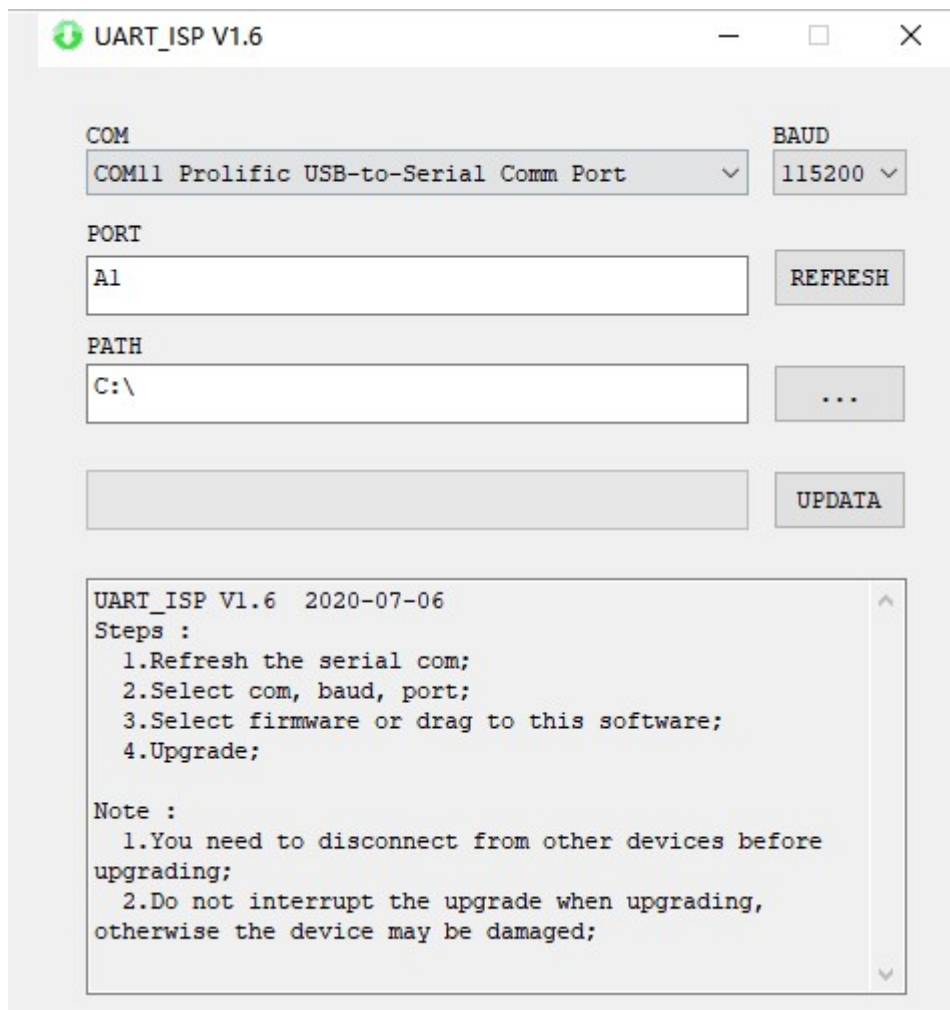 UART_ISP V1.6
COM
BAUD
COM11 Prolific USB-to-Serial Comm Port
115200
PORT
A1
REFRESH
PATH
C:\
...
UPDATA
UART_ISP V1.6  2020-07-06
Steps :
1.Refresh the serial com;
2.Select com, baud, port;
3.Select firmware or drag to this software;
4.Upgrade;
Note :
1.You need to disconnect from other devices before
upgrading;
2.Do not interrupt the upgrade when upgrading,
otherwise the device may be damaged;